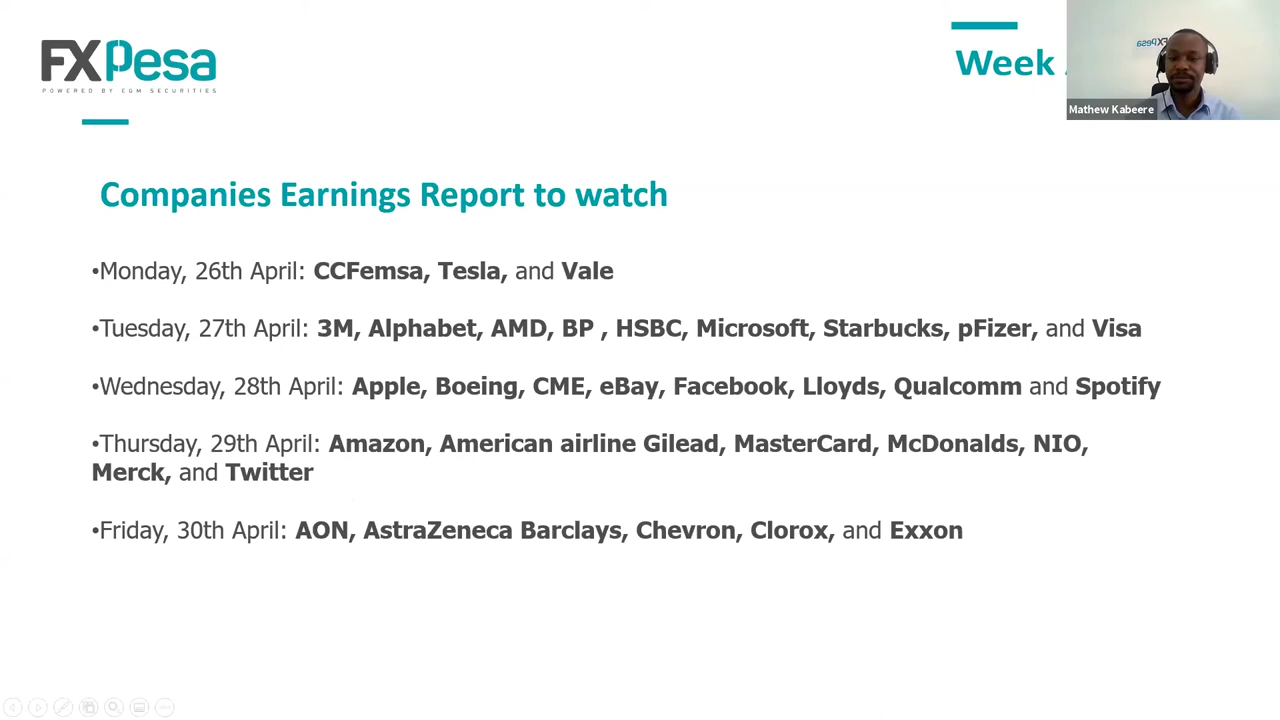 FXPesa
POWERED BY EGM SECURITIES
Week
FXPesa
Mathew Kabeere
Companies Earnings Report to watch
•Monday, 26th April: CCFemsa, Tesla, and Vale
•Tuesday, 27th April: 3M, Alphabet, AMD, BP , HSBC, Microsoft, Starbucks, pFizer, and Visa
•Wednesday, 28th April: Apple, Boeing, CME, eBay, Facebook, Lloyds, Qualcomm and Spotify
•Thursday, 29th April: Amazon, American airline Gilead, MasterCard, McDonalds, NIO,
Merck, and Twitter
•Friday, 30th April: AON, AstraZeneca Barclays, Chevron, Clorox, and Exxon